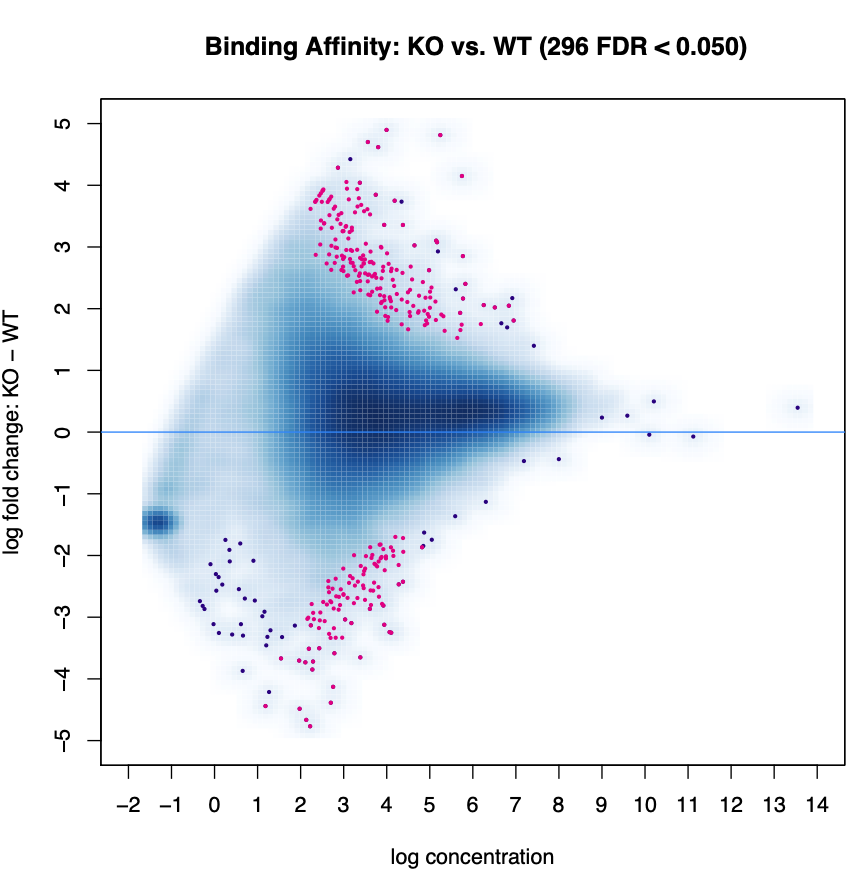 Binding Affinity: KO vs. WT (296 FDR < 0.050)
log fold change: KO − WT
5
4
3
2
1
0
−1
−2
−3
−4
−5
−2 −1 0 1 2 3 4 5 6 7 8 9 10 11 12 13 14
log concentration